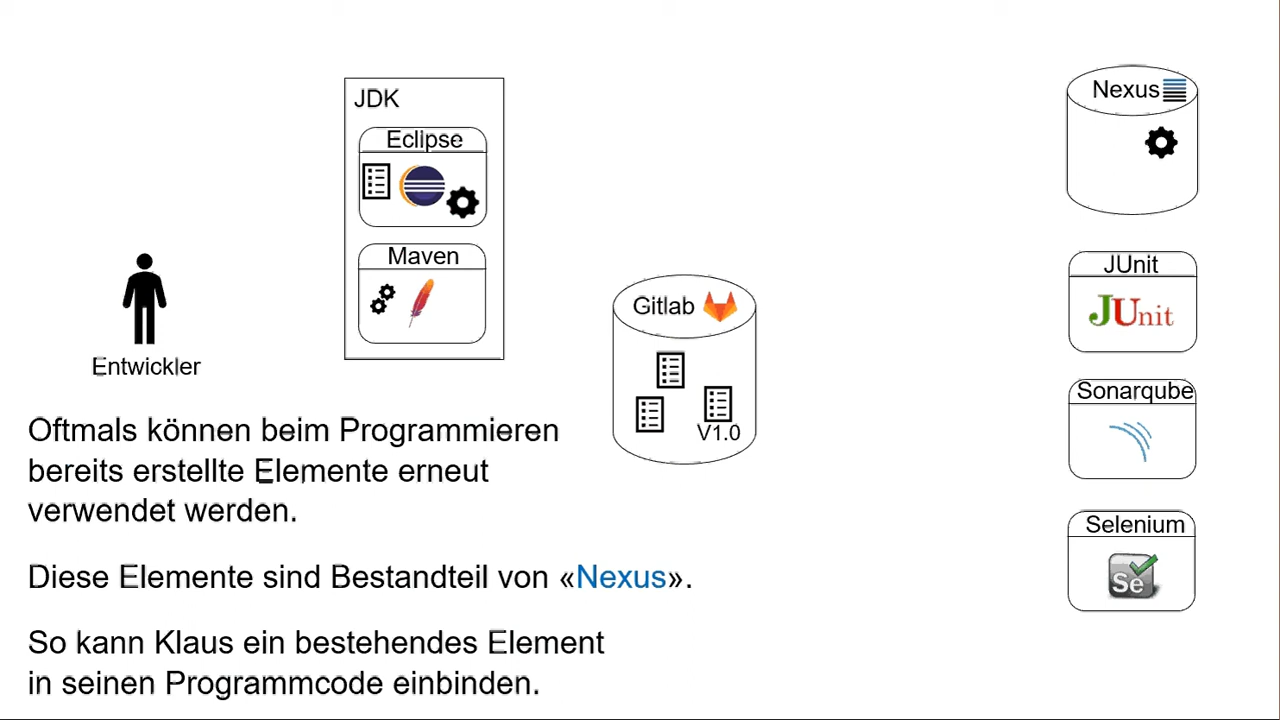 JDK
Eclipse
Maven
Entwickler
Gitlab
V1.0
Nexus
JUnit
JUnit
Sonarqube
Selenium
Se
Oftmals können beim Programmieren
bereits erstellte Elemente erneut
verwendet werden.
Diese Elemente sind Bestandteil von «Nexus».
So kann Klaus ein bestehendes Element
in seinen Programmcode einbinden.